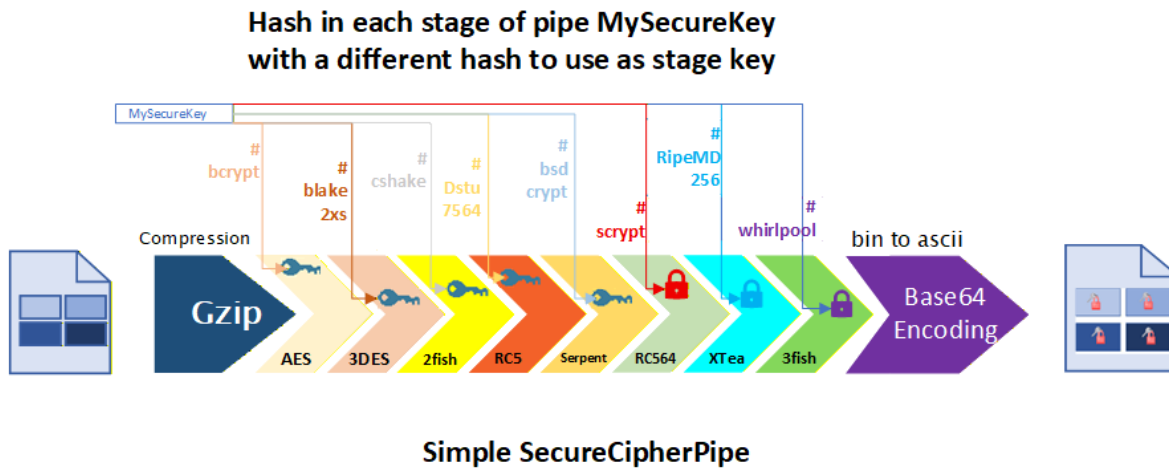 Hash in each stage of pipe MySecureKey
with a different hash to use as stage key
MySecureKey
#
bcrypt
#
blake
2xs
#
cshake
#
Dstu
7564
#
bsd
crypt
#
scrypt
#
RipeMD
256
#
whirlpool
Compression
bin to ascii
Gzip
AES
3DES
2fish
RC5
Serpent
RC564
XTea
3fish
Base64
Encoding
Simple SecureCipherPipe